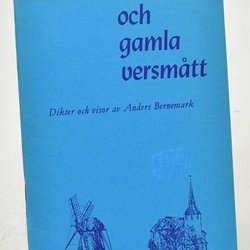 och
gamla
versmått
Dikter och visor av Anders Bernemark